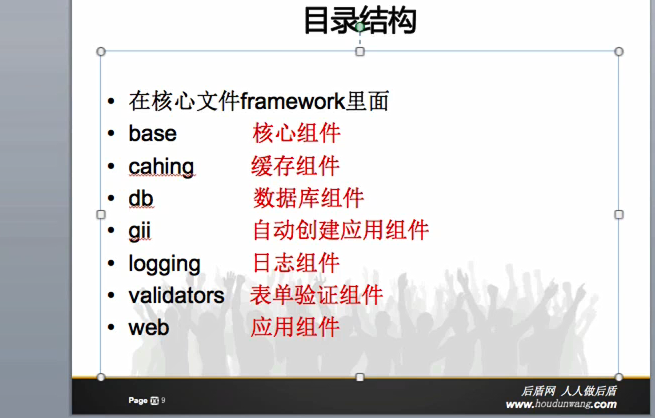 目录结构
• 在核心文件framework里面
• base 核心组件
• cahing 缓存组件
• db 数据库组件
• gii 自动创建应用组件
• logging 日志组件
• validators 表单验证组件
• web 应用组件
后盾网 人人做后盾
Page 9
www.houdunwang.com